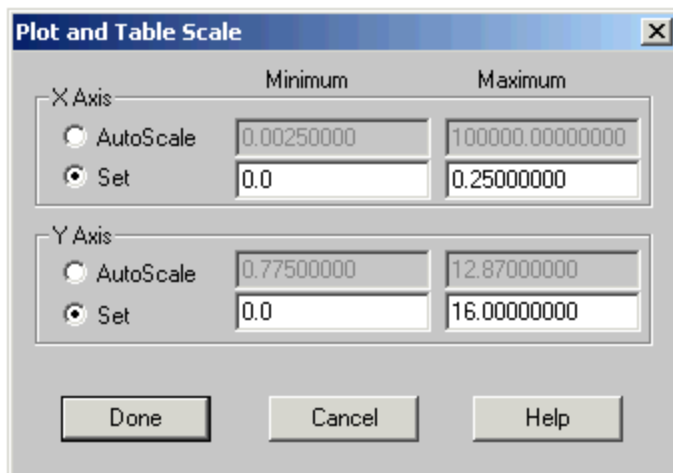 Plot and Table Scale
Minimum Maximum
X Axis
AutoScale 0.00250000 100000.00000000
Set 0.0 0.25000000
Y Axis
AutoScale 0.77500000 12.87000000
Set 0.0 16.00000000
Done Cancel Help